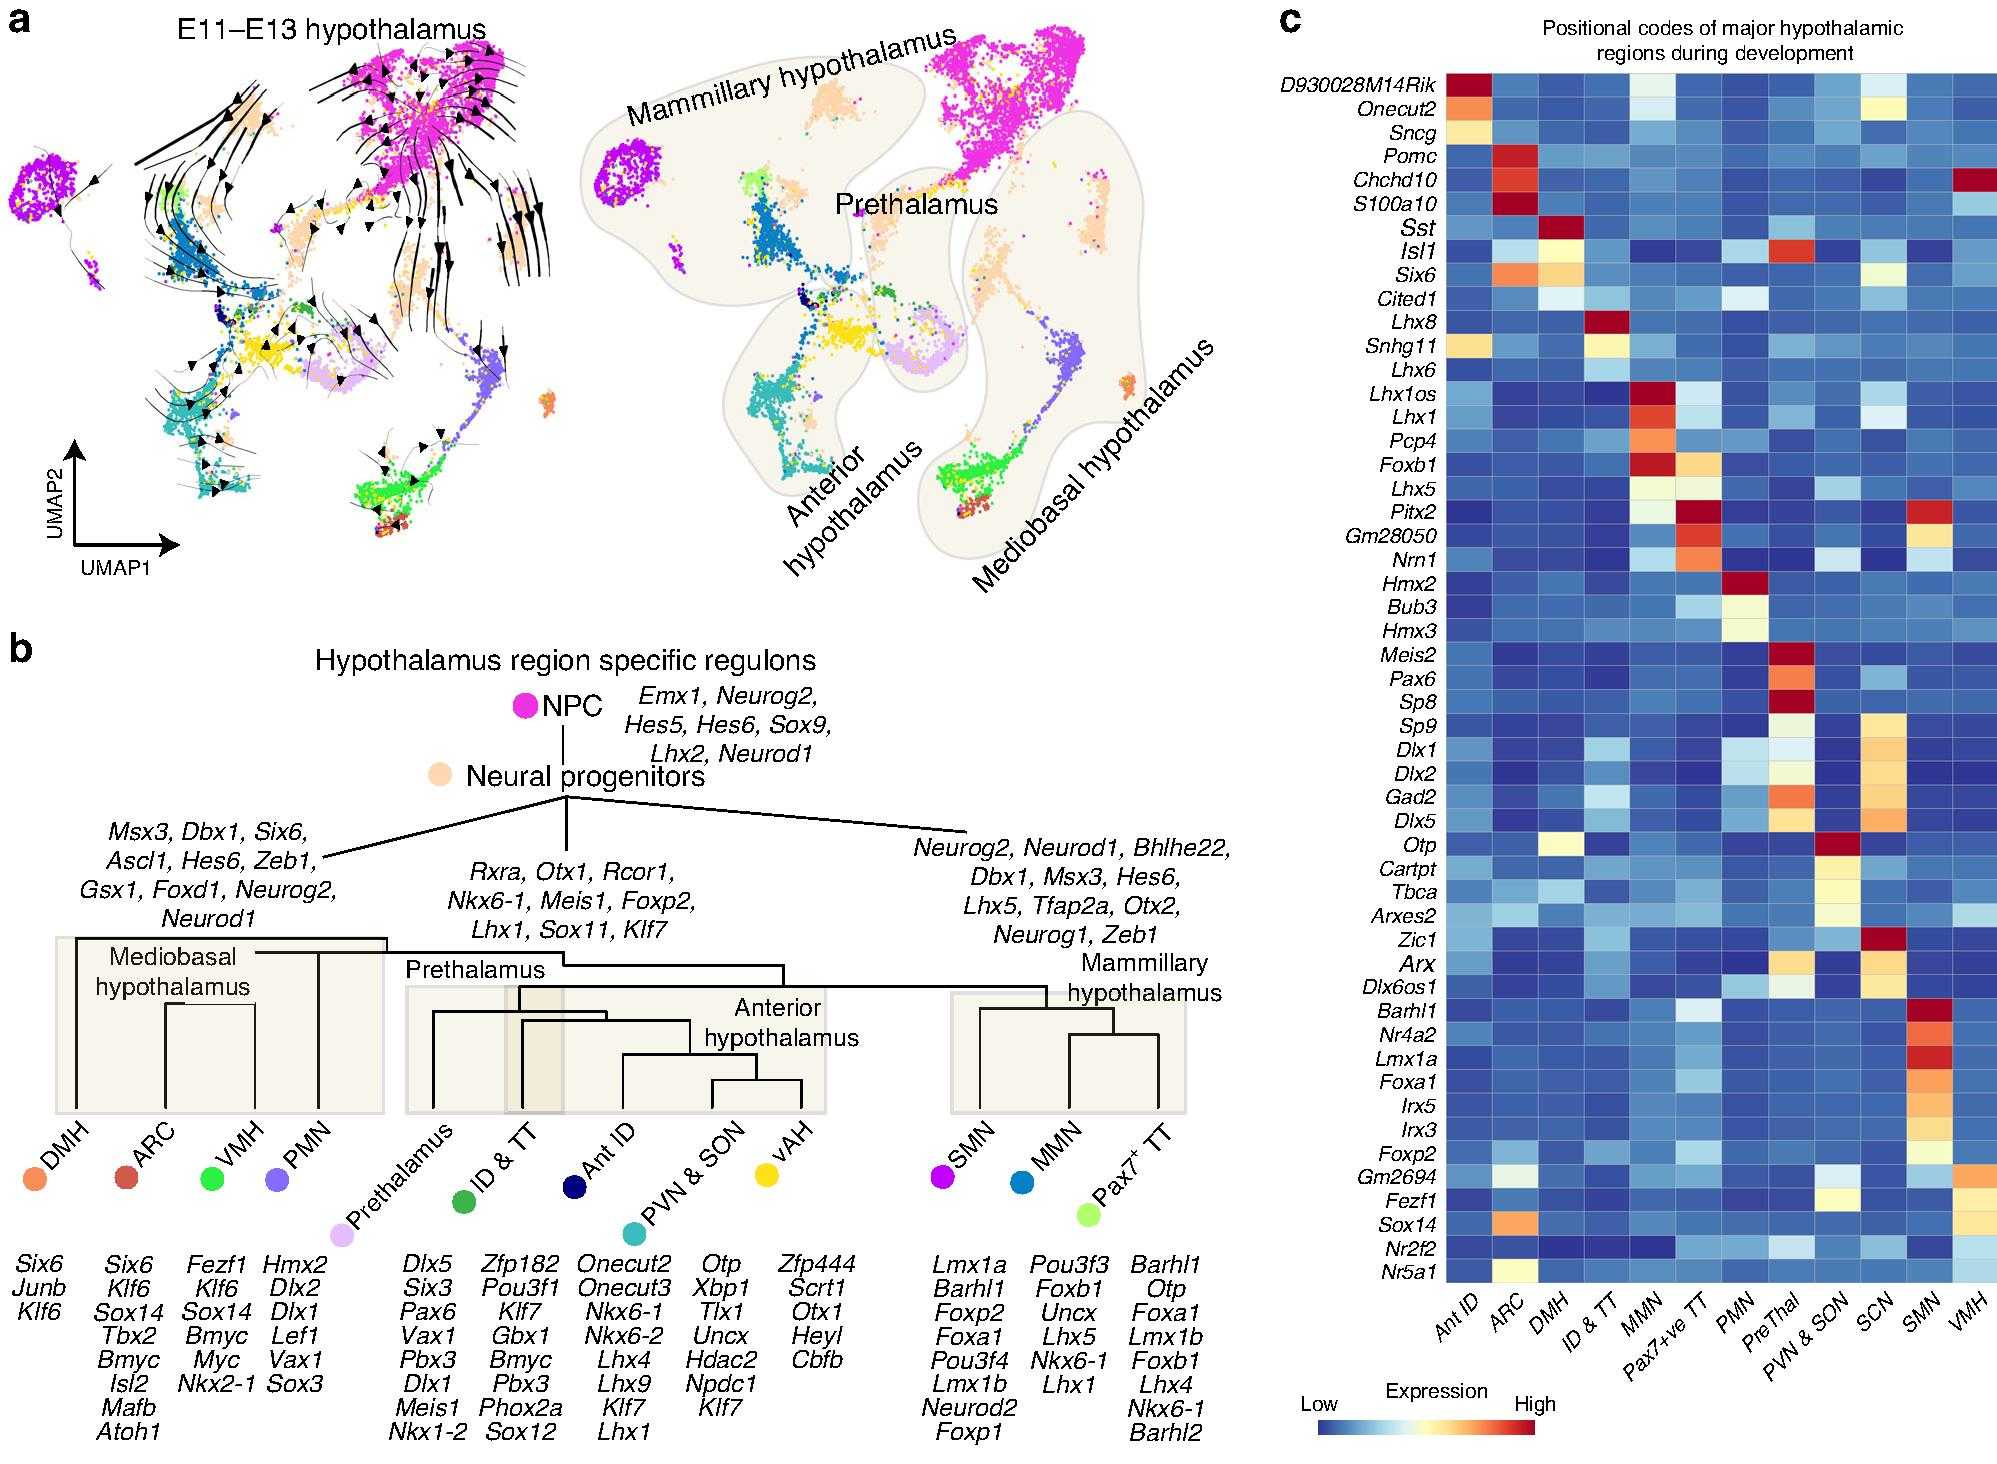 a
E11–E13 hypothalamus
Mammillary hypothalamus
Prethalamus
Anterior
hypothalamus
Mediobasal hypothalamus
UMAP2
UMAP1
b
Hypothalamus region specific regulons
NPC
Emx1, Neurog2,
Hes5, Hes6, Sox9,
Lhx2, Neurod1
Neural progenitors
Msx3, Dbx1, Six6,
Ascl1, Hes6, Zeb1,
Gsx1, Foxd1, Neurog2,
Neurod1
Rxra, Otx1, Rcor1,
Nkx6-1, Meis1, Foxp2,
Lhx1, Sox11, Klf7
Neurog2, Neurod1, Bhlhe22,
Dbx1, Msx3, Hes6,
Lhx5, Tfap2a, Otx2,
Neurog1, Zeb1
Mediobasal
hypothalamus
Prethalamus
Anterior
hypothalamus
Mammillary
hypothalamus
DMH
ARC
VMH
PMN
Prethalamus
ID & TT
Ant ID
PVN & SON
vAH
SMN
MMN
Pax7+ TT
Six6
Junb
Klf6
Six6
Klf6
Sox14
Tbx2
Bmyc
Isl2
Mafb
Atoh1
Fezf1
Klf6
Sox14
Bmyc
Myc
Nkx2-1
Hmx2
Dlx2
Dlx1
Lef1
Vax1
Sox3
Dlx5
Six3
Pax6
Vax1
Pbx3
Dlx1
Meis1
Nkx1-2
Zfp182
Pou3f1
Klf7
Gbx1
Bmyc
Pbx3
Phox2a
Sox12
Onecut2
Onecut3
Nkx6-1
Nkx6-2
Lhx4
Lhx9
Klf7
Lhx1
Otp
Xbp1
Tlx1
Uncx
Hdac2
Npdc1
Klf7
Zfp444
Scrt1
Otx1
Heyl
Cbfb
Lmx1a
Barhl1
Foxp2
Foxa1
Pou3f4
Lmx1b
Neurod2
Foxp1
Pou3f3
Foxb1
Uncx
Lhx5
Nkx6-1
Lhx1
Barhl1
Otp
Foxa1
Lmx1b
Foxb1
Lhx4
Nkx6-1
Barhl2
c
Positional codes of major hypothalamic
regions during development
D930028M14Rik
Onecut2
Sncg
Pomc
Chchd10
S100a10
Sst
Isl1
Six6
Cited1
Lhx8
Snhg11
Lhx6
Lhx1os
Lhx1
Pcp4
Foxb1
Lhx5
Pitx2
Gm28050
Nrn1
Hmx2
Bub3
Hmx3
Meis2
Pax6
Sp8
Sp9
Dlx1
Dlx2
Gad2
Dlx5
Otp
Cartpt
Tbca
Arxes2
Zic1
Arx
Dlx6os1
Barhl1
Nr4a2
Lmx1a
Foxa1
Irx5
Irx3
Foxp2
Gm2694
Fezf1
Sox14
Nr2f2
Nr5a1
Ant ID
ARC
DMH
ID & TT
MMN
Pax7+ve TT
PMN
PreThal
PVN & SON
SCN
SMN
VMH
Expression
Low
High